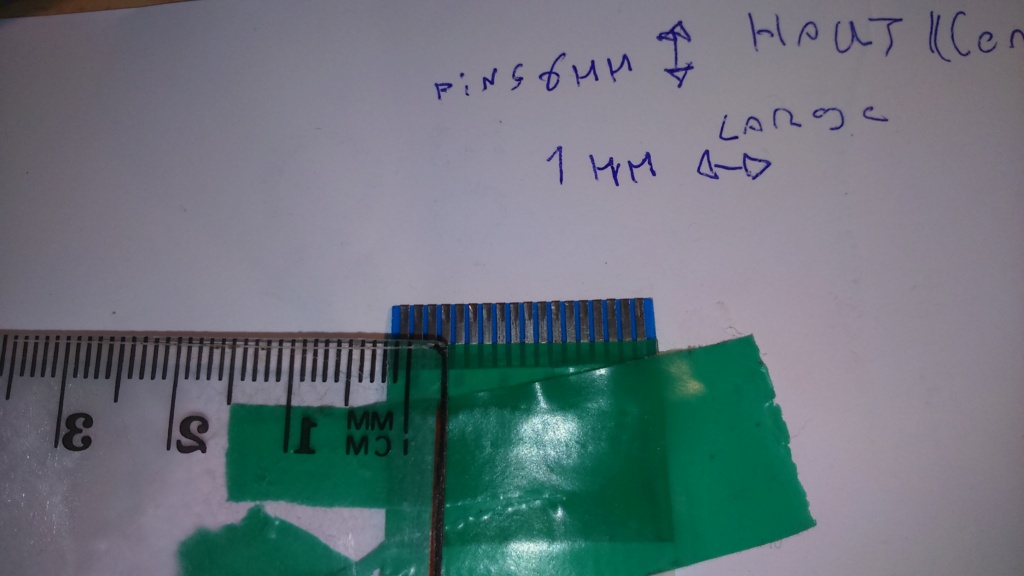 PiNS 6MM ↕ HAUT
LARGE
1 MM ↔
3 2 1 MM
CM